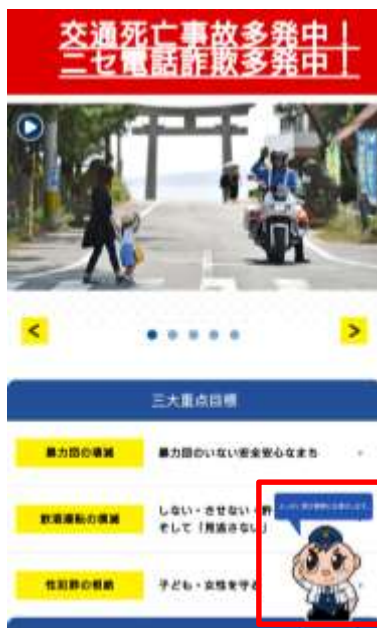 交通死亡事故多発中！
ニセ電話詐欺多発中！
<
>
三大重点目標
暴力団の壊滅
暴力団のいない安全安心なまち
飲酒運転の撲滅
しない・させない・許
そして「見逃さない」
性犯罪の根絶
子ども・女性を守る